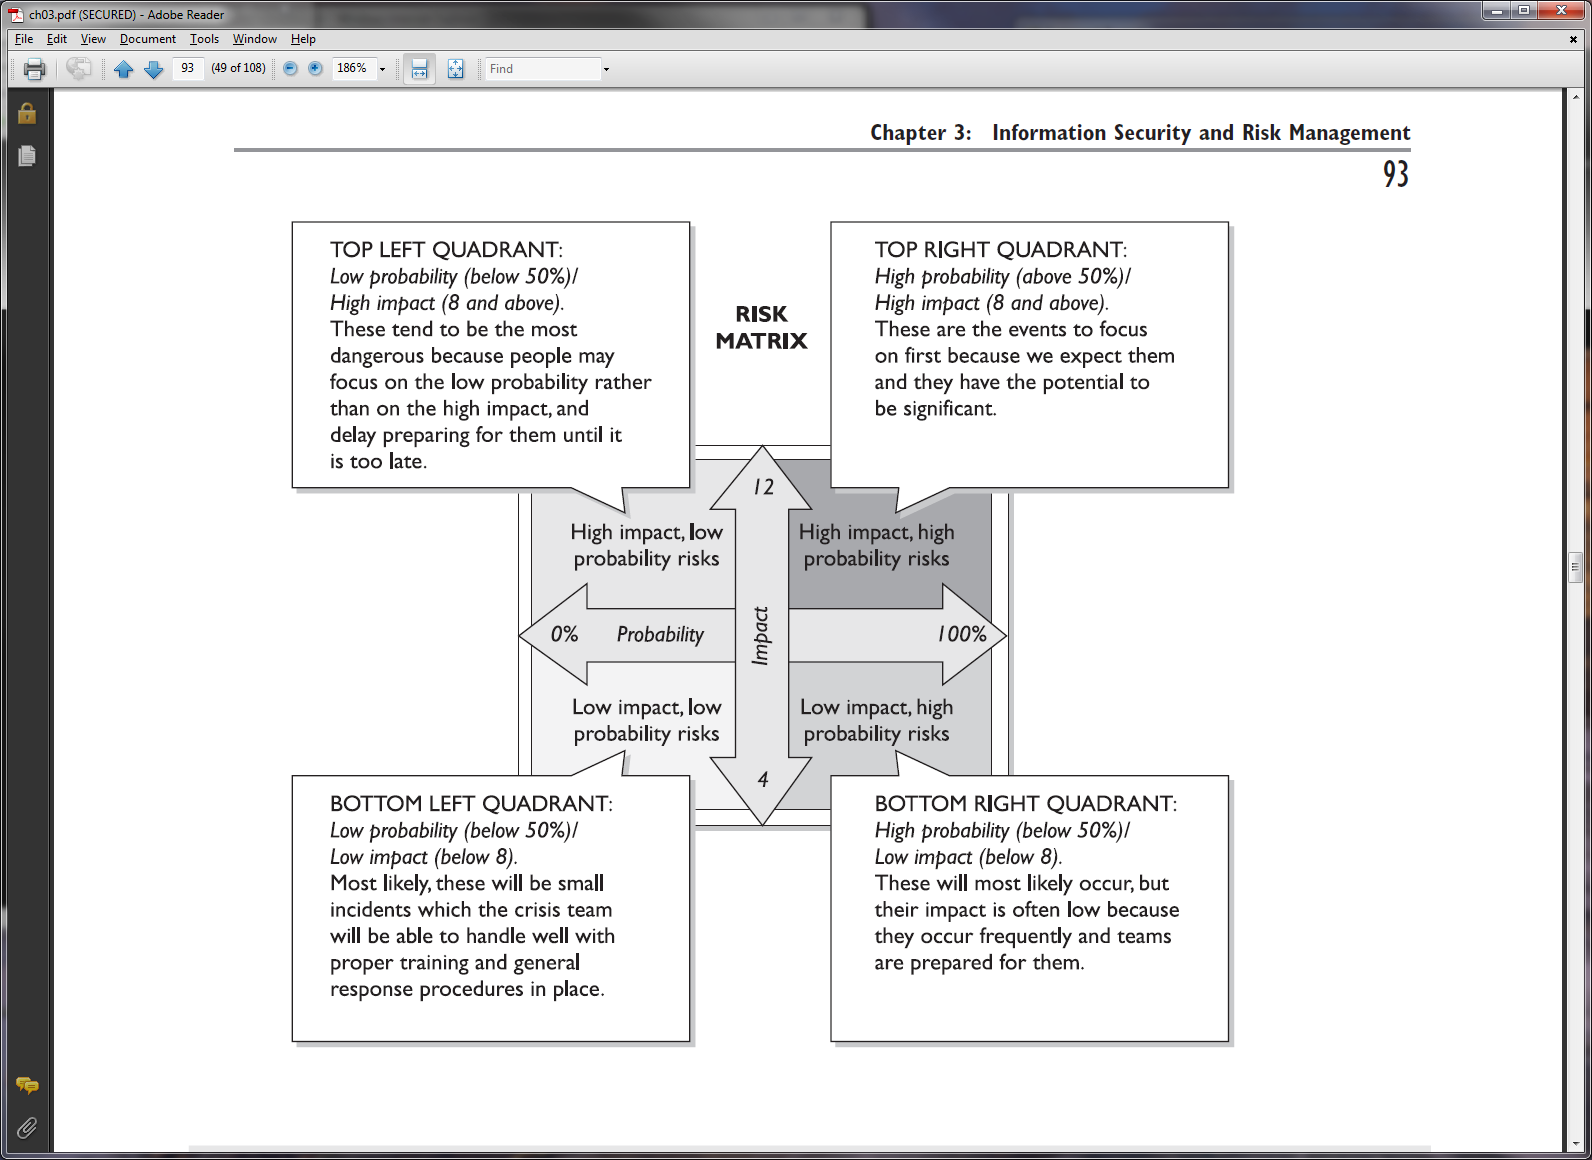 ch03.pdf (SECURED) - Adobe Reader
File Edit View Document Tools Window Help
93 (49 of 108) 186% Find
Chapter 3: Information Security and Risk Management
93
TOP LEFT QUADRANT:
Low probability (below 50%)/
High impact (8 and above).
These tend to be the most
dangerous because people may
focus on the low probability rather
than on the high impact, and
delay preparing for them until it
is too late.
RISK
MATRIX
TOP RIGHT QUADRANT:
High probability (above 50%)/
High impact (8 and above).
These are the events to focus
on first because we expect them
and they have the potential to
be significant.
12
High impact, low
probability risks
High impact, high
probability risks
0% Probability
Impact
100%
Low impact, low
probability risks
Low impact, high
probability risks
4
BOTTOM LEFT QUADRANT:
Low probability (below 50%)/
Low impact (below 8).
Most likely, these will be small
incidents which the crisis team
will be able to handle well with
proper training and general
response procedures in place.
BOTTOM RIGHT QUADRANT:
High probability (below 50%)/
Low impact (below 8).
These will most likely occur, but
their impact is often low because
they occur frequently and teams
are prepared for them.